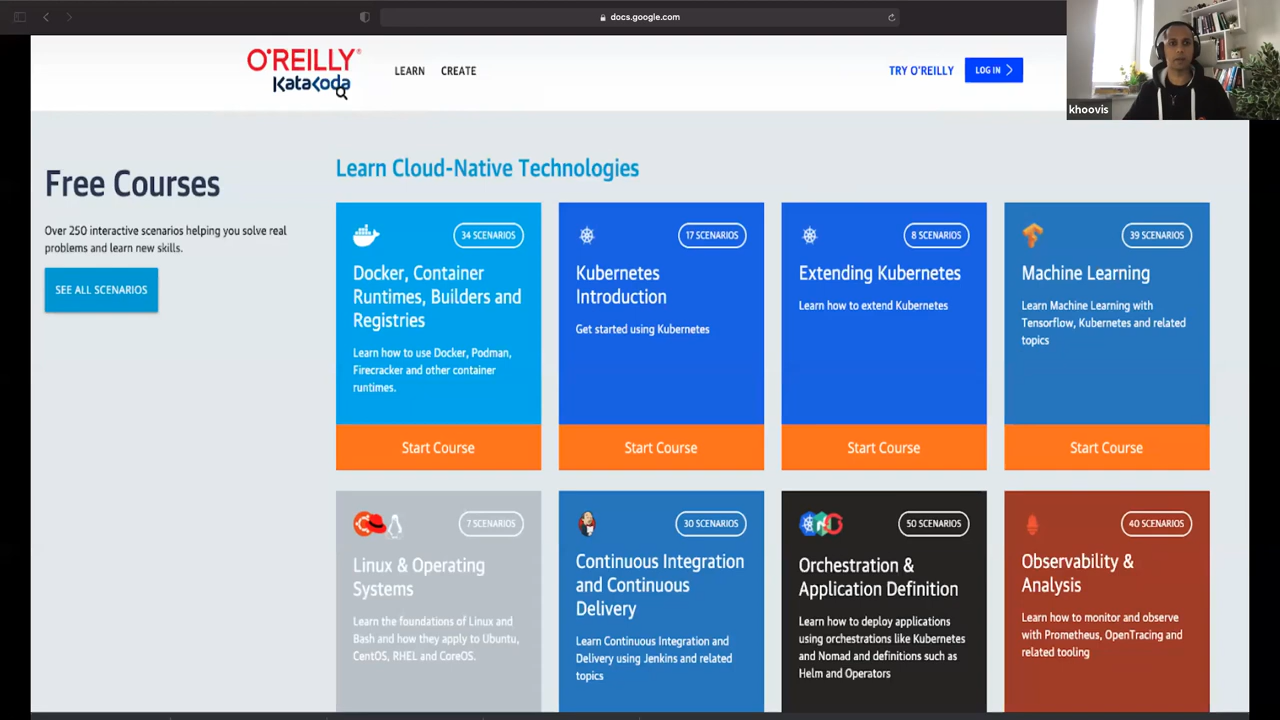 docs.google.com
khoovis
O'REILLY®
Katacoda
LEARN
CREATE
TRY O'REILLY
LOG IN
Free Courses
Over 250 interactive scenarios helping you solve real
problems and learn new skills.
SEE ALL SCENARIOS
Learn Cloud-Native Technologies
34 SCENARIOS
Docker, Container
Runtimes, Builders and
Registries
Learn how to use Docker, Podman,
Firecracker and other container
runtimes.
Start Course
17 SCENARIOS
Kubernetes
Introduction
Get started using Kubernetes
Start Course
8 SCENARIOS
Extending Kubernetes
Learn how to extend Kubernetes
Start Course
39 SCENARIOS
Machine Learning
Learn Machine Learning with
Tensorflow, Kubernetes and related
topics
Start Course
7 SCENARIOS
Linux & Operating
Systems
Learn the foundations of Linux and
Bash and how they apply to Ubuntu,
CentOS, RHEL and CoreOS.
30 SCENARIOS
Continuous Integration
and Continuous
Delivery
Learn Continuous Integration and
Delivery using Jenkins and related
topics
50 SCENARIOS
Orchestration &
Application Definition
Learn how to deploy applications
using orchestrations like Kubernetes
and Nomad and definitions such as
Helm and Operators
40 SCENARIOS
Observability &
Analysis
Learn how to monitor and observe
with Prometheus, OpenTracing and
related tooling